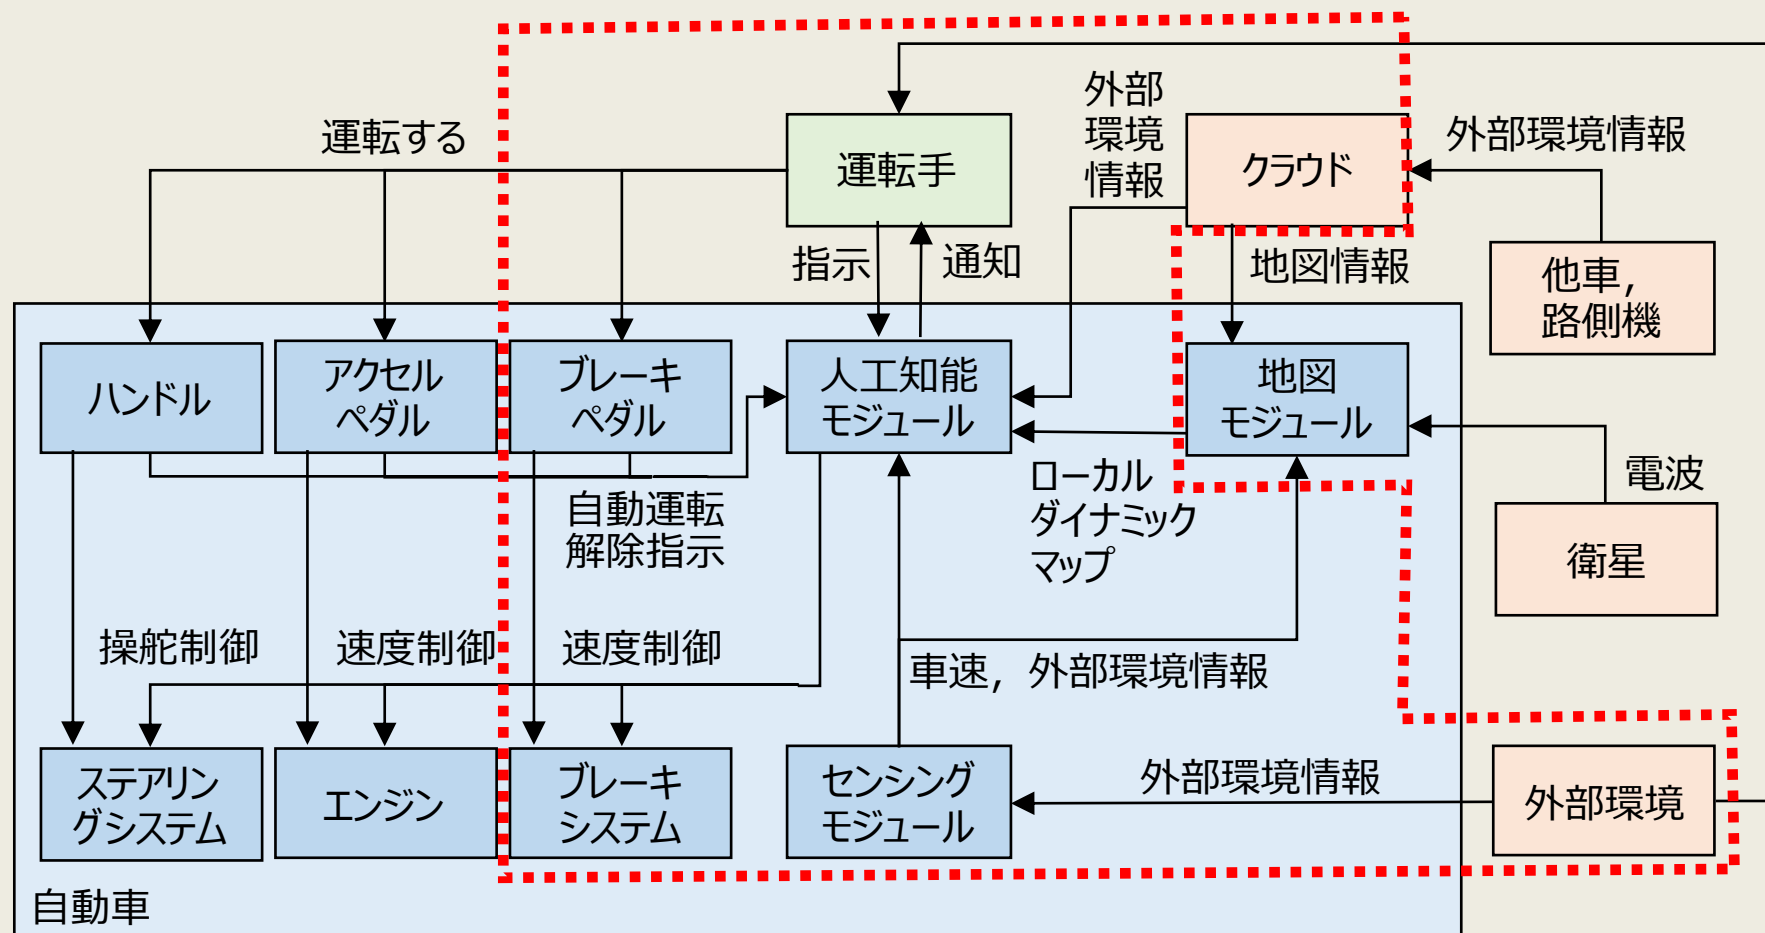 運転する
運転手
外部
環境
情報
クラウド
外部環境情報
指示
通知
地図情報
他車，
路側機
ハンドル
アクセル
ペダル
ブレーキ
ペダル
人工知能
モジュール
地図
モジュール
自動運転
解除指示
ローカル
ダイナミック
マップ
電波
衛星
操舵制御
速度制御
速度制御
車速，外部環境情報
ステアリン
グシステム
エンジン
ブレーキ
システム
センシング
モジュール
外部環境情報
外部環境
自動車